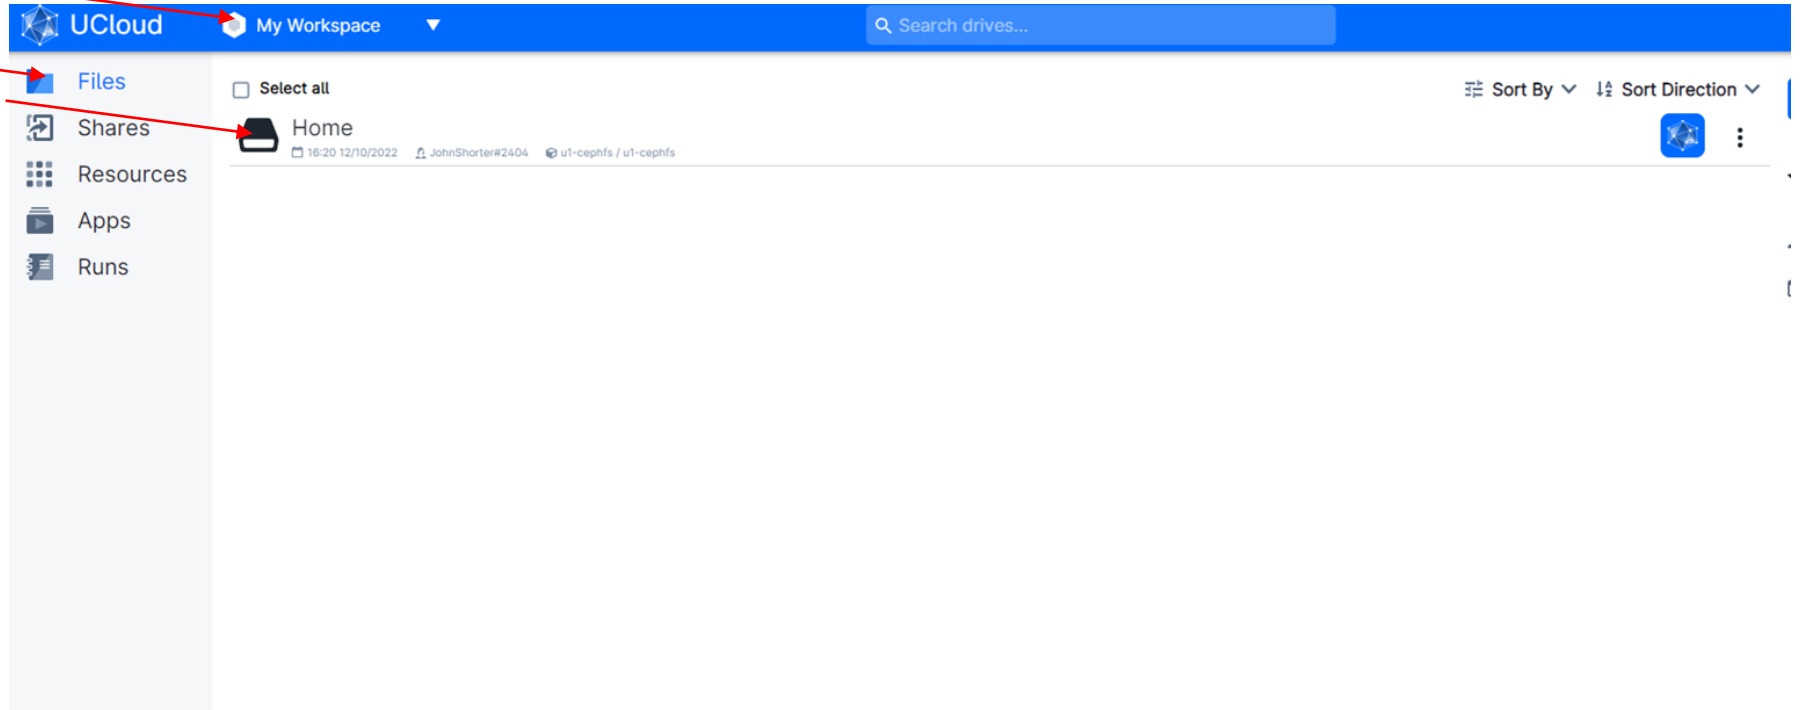 UCloud
My Workspace
Search drives...
Files
Shares
Resources
Apps
Runs
Select all
Sort By
Sort Direction
Home
16:20 12/10/2022 JohnShorter#2404 u1-cephfs / u1-cephfs